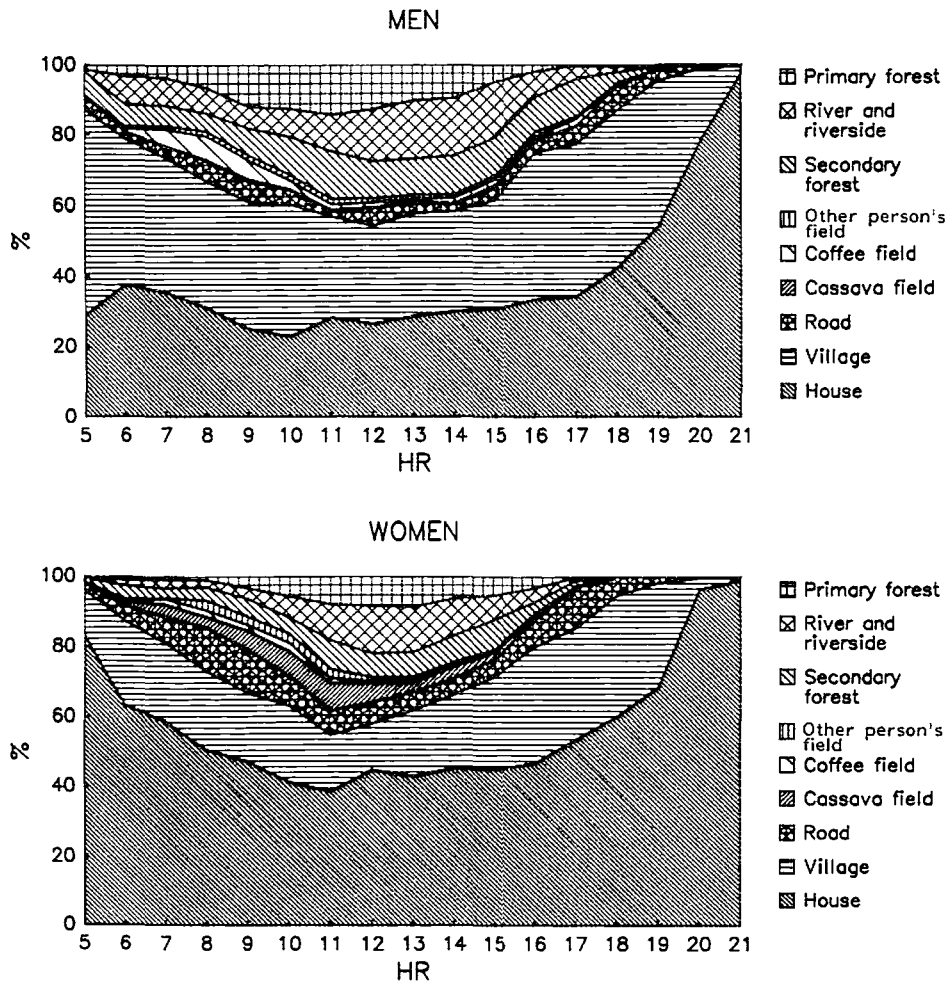 MEN
100
80
60
40
20
0
%
5 6 7 8 9 10 11 12 13 14 15 16 17 18 19 20 21
HR
Primary forest
River and
riverside
Secondary
forest
Other person's
field
Coffee field
Cassava field
Road
Village
House
WOMEN
100
80
60
40
20
0
%
5 6 7 8 9 10 11 12 13 14 15 16 17 18 19 20 21
HR
Primary forest
River and
riverside
Secondary
forest
Other person's
field
Coffee field
Cassava field
Road
Village
House